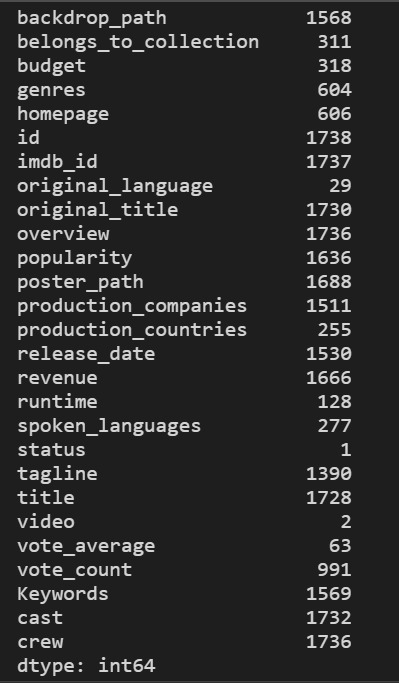 backdrop_path 1568
belongs_to_collection 311
budget 318
genres 604
homepage 606
id 1738
imdb_id 1737
original_language 29
original_title 1730
overview 1736
popularity 1636
poster_path 1688
production_companies 1511
production_countries 255
release_date 1530
revenue 1666
runtime 128
spoken_languages 277
status 1
tagline 1390
title 1728
video 2
vote_average 63
vote_count 991
Keywords 1569
cast 1732
crew 1736
dtype: int64